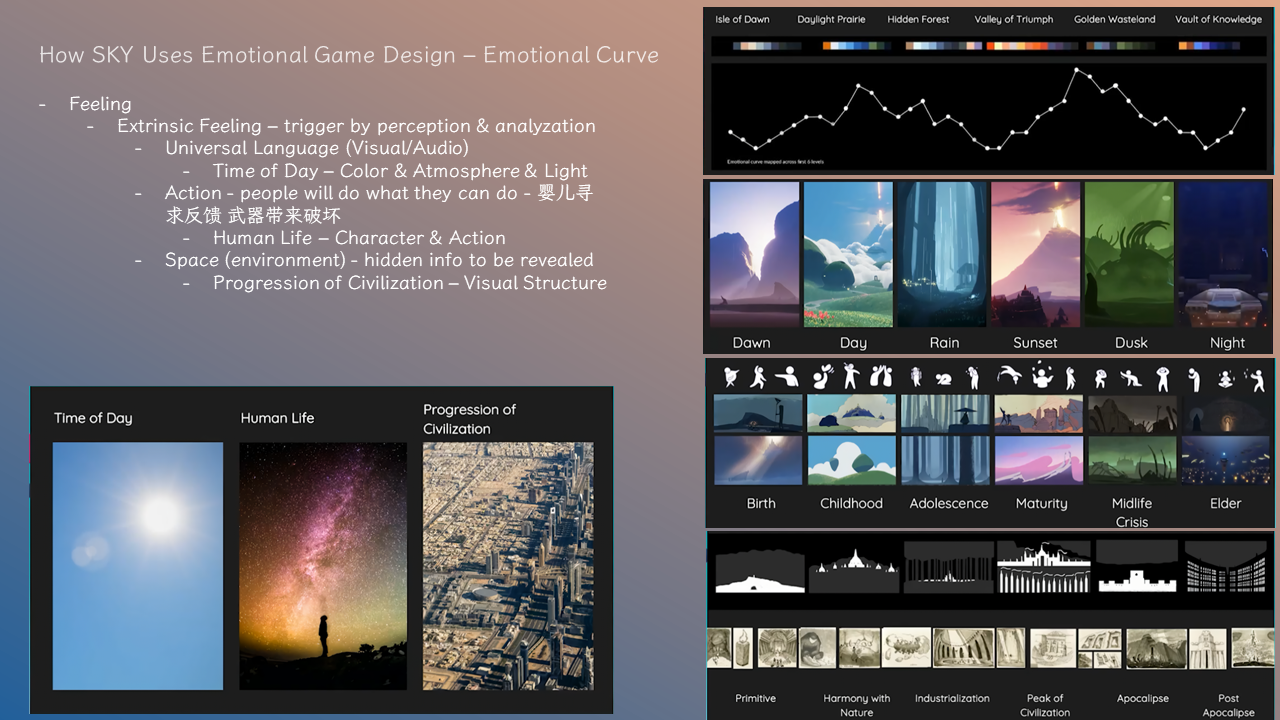 How SKY Uses Emotional Game Design – Emotional Curve
- Feeling
- Extrinsic Feeling – trigger by perception & analyzation
- Universal Language (Visual/Audio)
- Time of Day – Color & Atmosphere & Light
- Action - people will do what they can do - 婴儿寻
求反馈 武器带来破坏
- Human Life – Character & Action
- Space (environment) - hidden info to be revealed
- Progression of Civilization – Visual Structure
Time of Day
Human Life
Progression of
Civilization
Isle of Dawn
Daylight Prairie
Hidden Forest
Valley of Triumph
Golden Wasteland
Vault of Knowledge
Emotional curve mapped across first 6 levels
Dawn
Day
Rain
Sunset
Dusk
Night
Birth
Childhood
Adolescence
Maturity
Midlife
Crisis
Elder
Primitive
Harmony with
Nature
Industrialization
Peak of
Civilization
Apocalipse
Post
Apocalipse